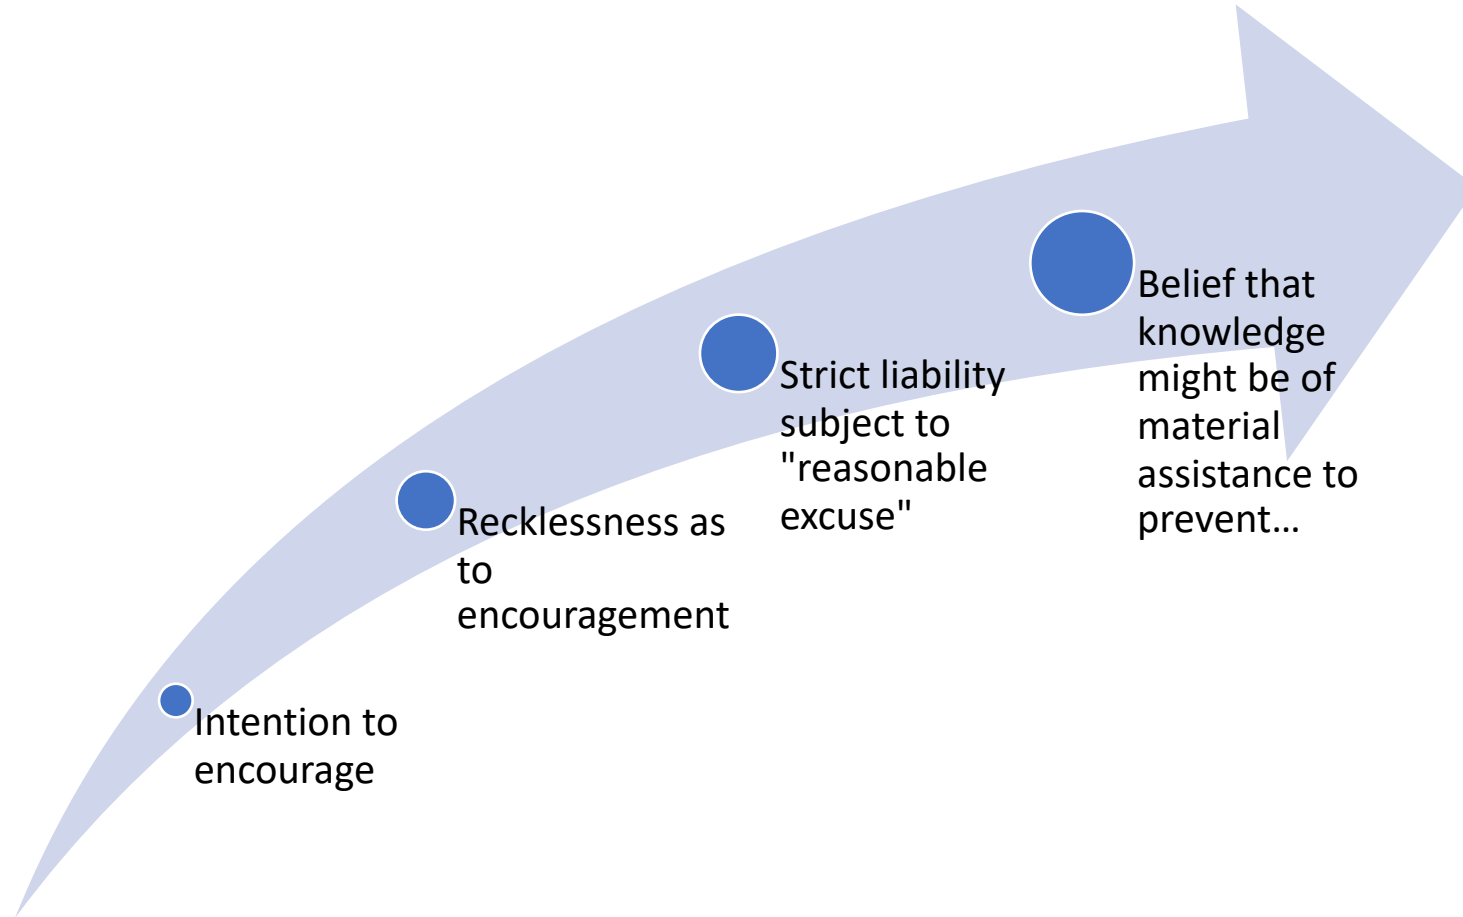 Intention to
encourage
Recklessness as
to
encouragement
Strict liability
subject to
"reasonable
excuse"
Belief that
knowledge
might be of
material
assistance to
prevent…